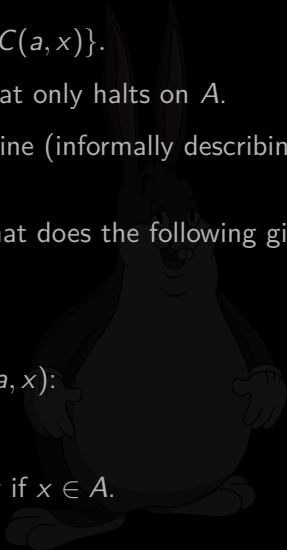 C(a, x)}.
at only halts on A.
ine (informally describin
at does the following gi
a, x):
if x ∈ A.